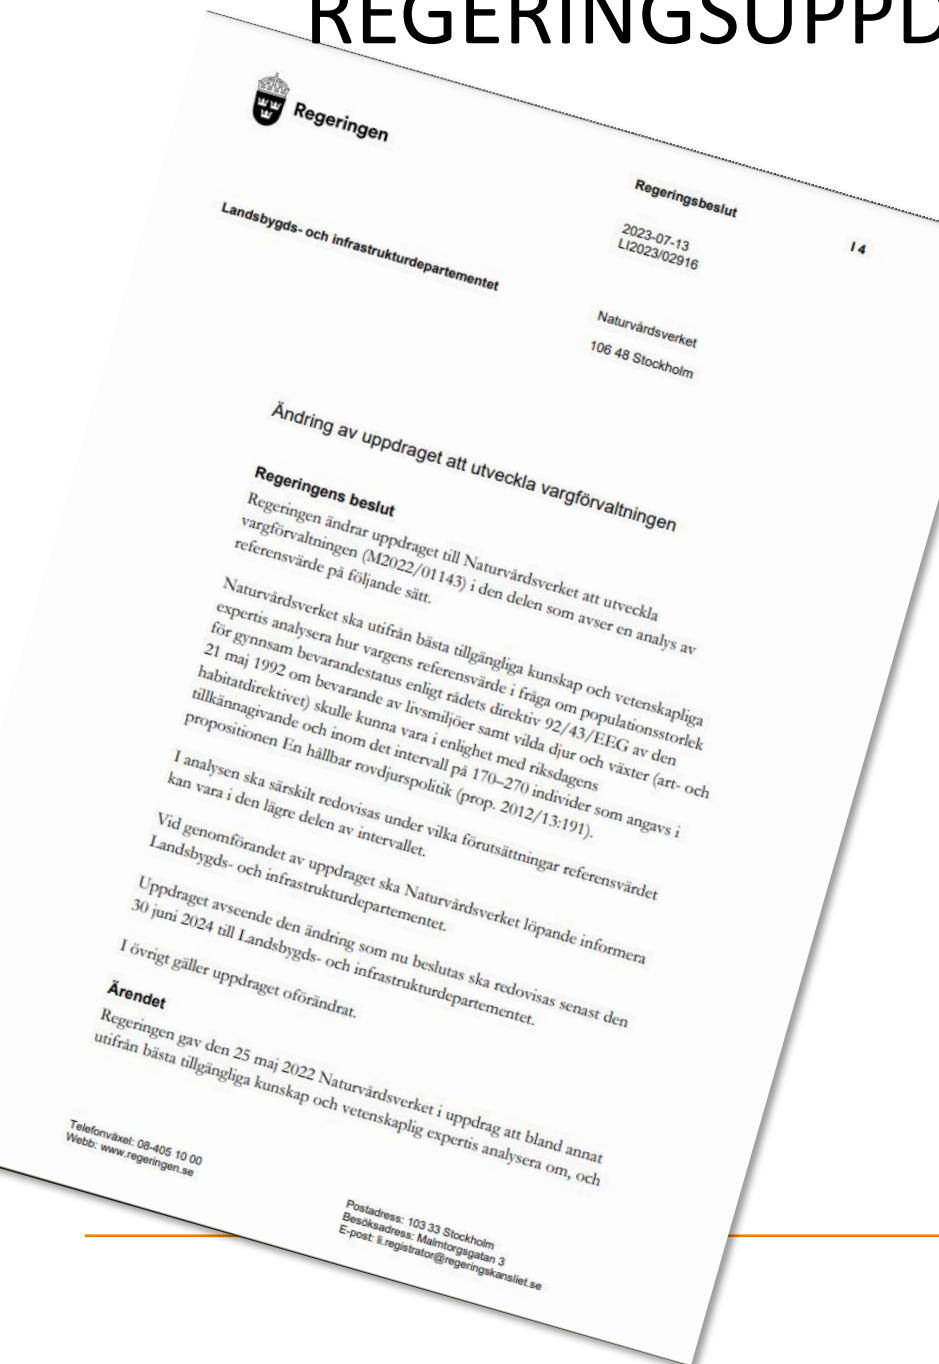 REGERINGSUPPD
Regeringen
Regeringsbeslut
I 4
2023-07-13
LI2023/02916
Landsbygds- och infrastrukturdepartementet
Naturvårdsverket
106 48 Stockholm
Ändring av uppdraget att utveckla vargförvaltningen
Regeringens beslut
Regeringen ändrar uppdraget till Naturvårdsverket att utveckla
vargförvaltningen (M2022/01143) i den delen som avser en analys av
referensvärde på följande sätt.
Naturvårdsverket ska utifrån bästa tillgängliga kunskap och vetenskapliga
expertis analysera hur vargens referensvärde i fråga om populationsstorlek
för gynnsam bevarandestatus enligt rådets direktiv 92/43/EEG av den
21 maj 1992 om bevarande av livsmiljöer samt vilda djur och växter (art- och
habitatdirektivet) skulle kunna vara i enlighet med riksdagens
tillkännagivande och inom det intervall på 170–270 individer som angavs i
propositionen En hållbar rovdjurspolitik (prop. 2012/13:191).
I analysen ska särskilt redovisas under vilka förutsättningar referensvärdet
kan vara i den lägre delen av intervallet.
Vid genomförandet av uppdraget ska Naturvårdsverket löpande informera
Landsbygds- och infrastrukturdepartementet.
Uppdraget avseende den ändring som nu beslutas ska redovisas senast den
30 juni 2024 till Landsbygds- och infrastrukturdepartementet.
I övrigt gäller uppdraget oförändrat.
Ärendet
Regeringen gav den 25 maj 2022 Naturvårdsverket i uppdrag att bland annat
utifrån bästa tillgängliga kunskap och vetenskaplig expertis analysera om, och
Telefonväxel: 08-405 10 00
Webb: www.regeringen.se
Postadress: 103 33 Stockholm
Besöksadress: Malmtorgsgatan 3
E-post: li.registrator@regeringskansliet.se